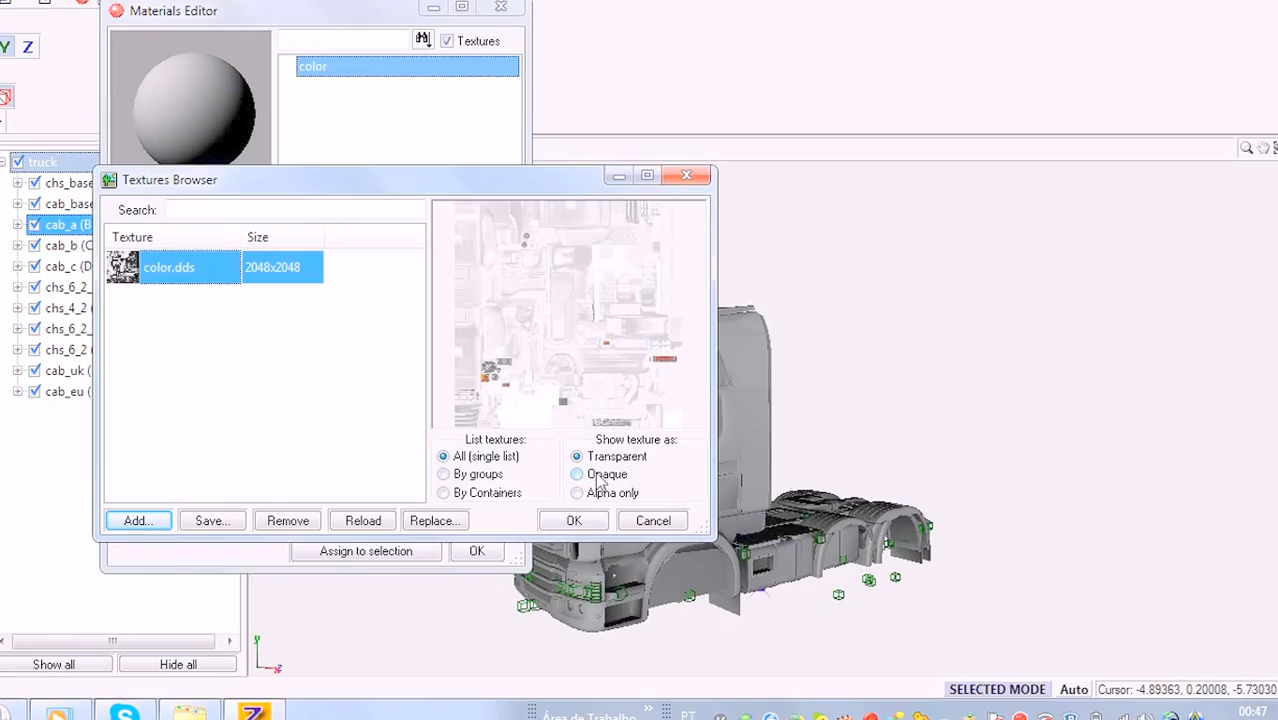 Materials Editor
Textures
Y Z
color
truck
Textures Browser
chs_base
Search:
cab_base
cab_a (B
Texture Size
cab_b (C
color.dds 2048x2048
cab_c (D
chs_6_2_
chs_4_2 (
chs_6_2_
chs_6_2 (
cab_uk (
cab_eu (
List textures: Show texture as:
All (single list) Transparent
By groups Opaque
By Containers Alpha only
Add... Save... Remove Reload Replace... OK Cancel
Assign to selection OK
y
z
Show all Hide all
SELECTED MODE Auto Cursor: -4.89363, 0.20008, -5.73030
Área de Trabalho » PT 00:47